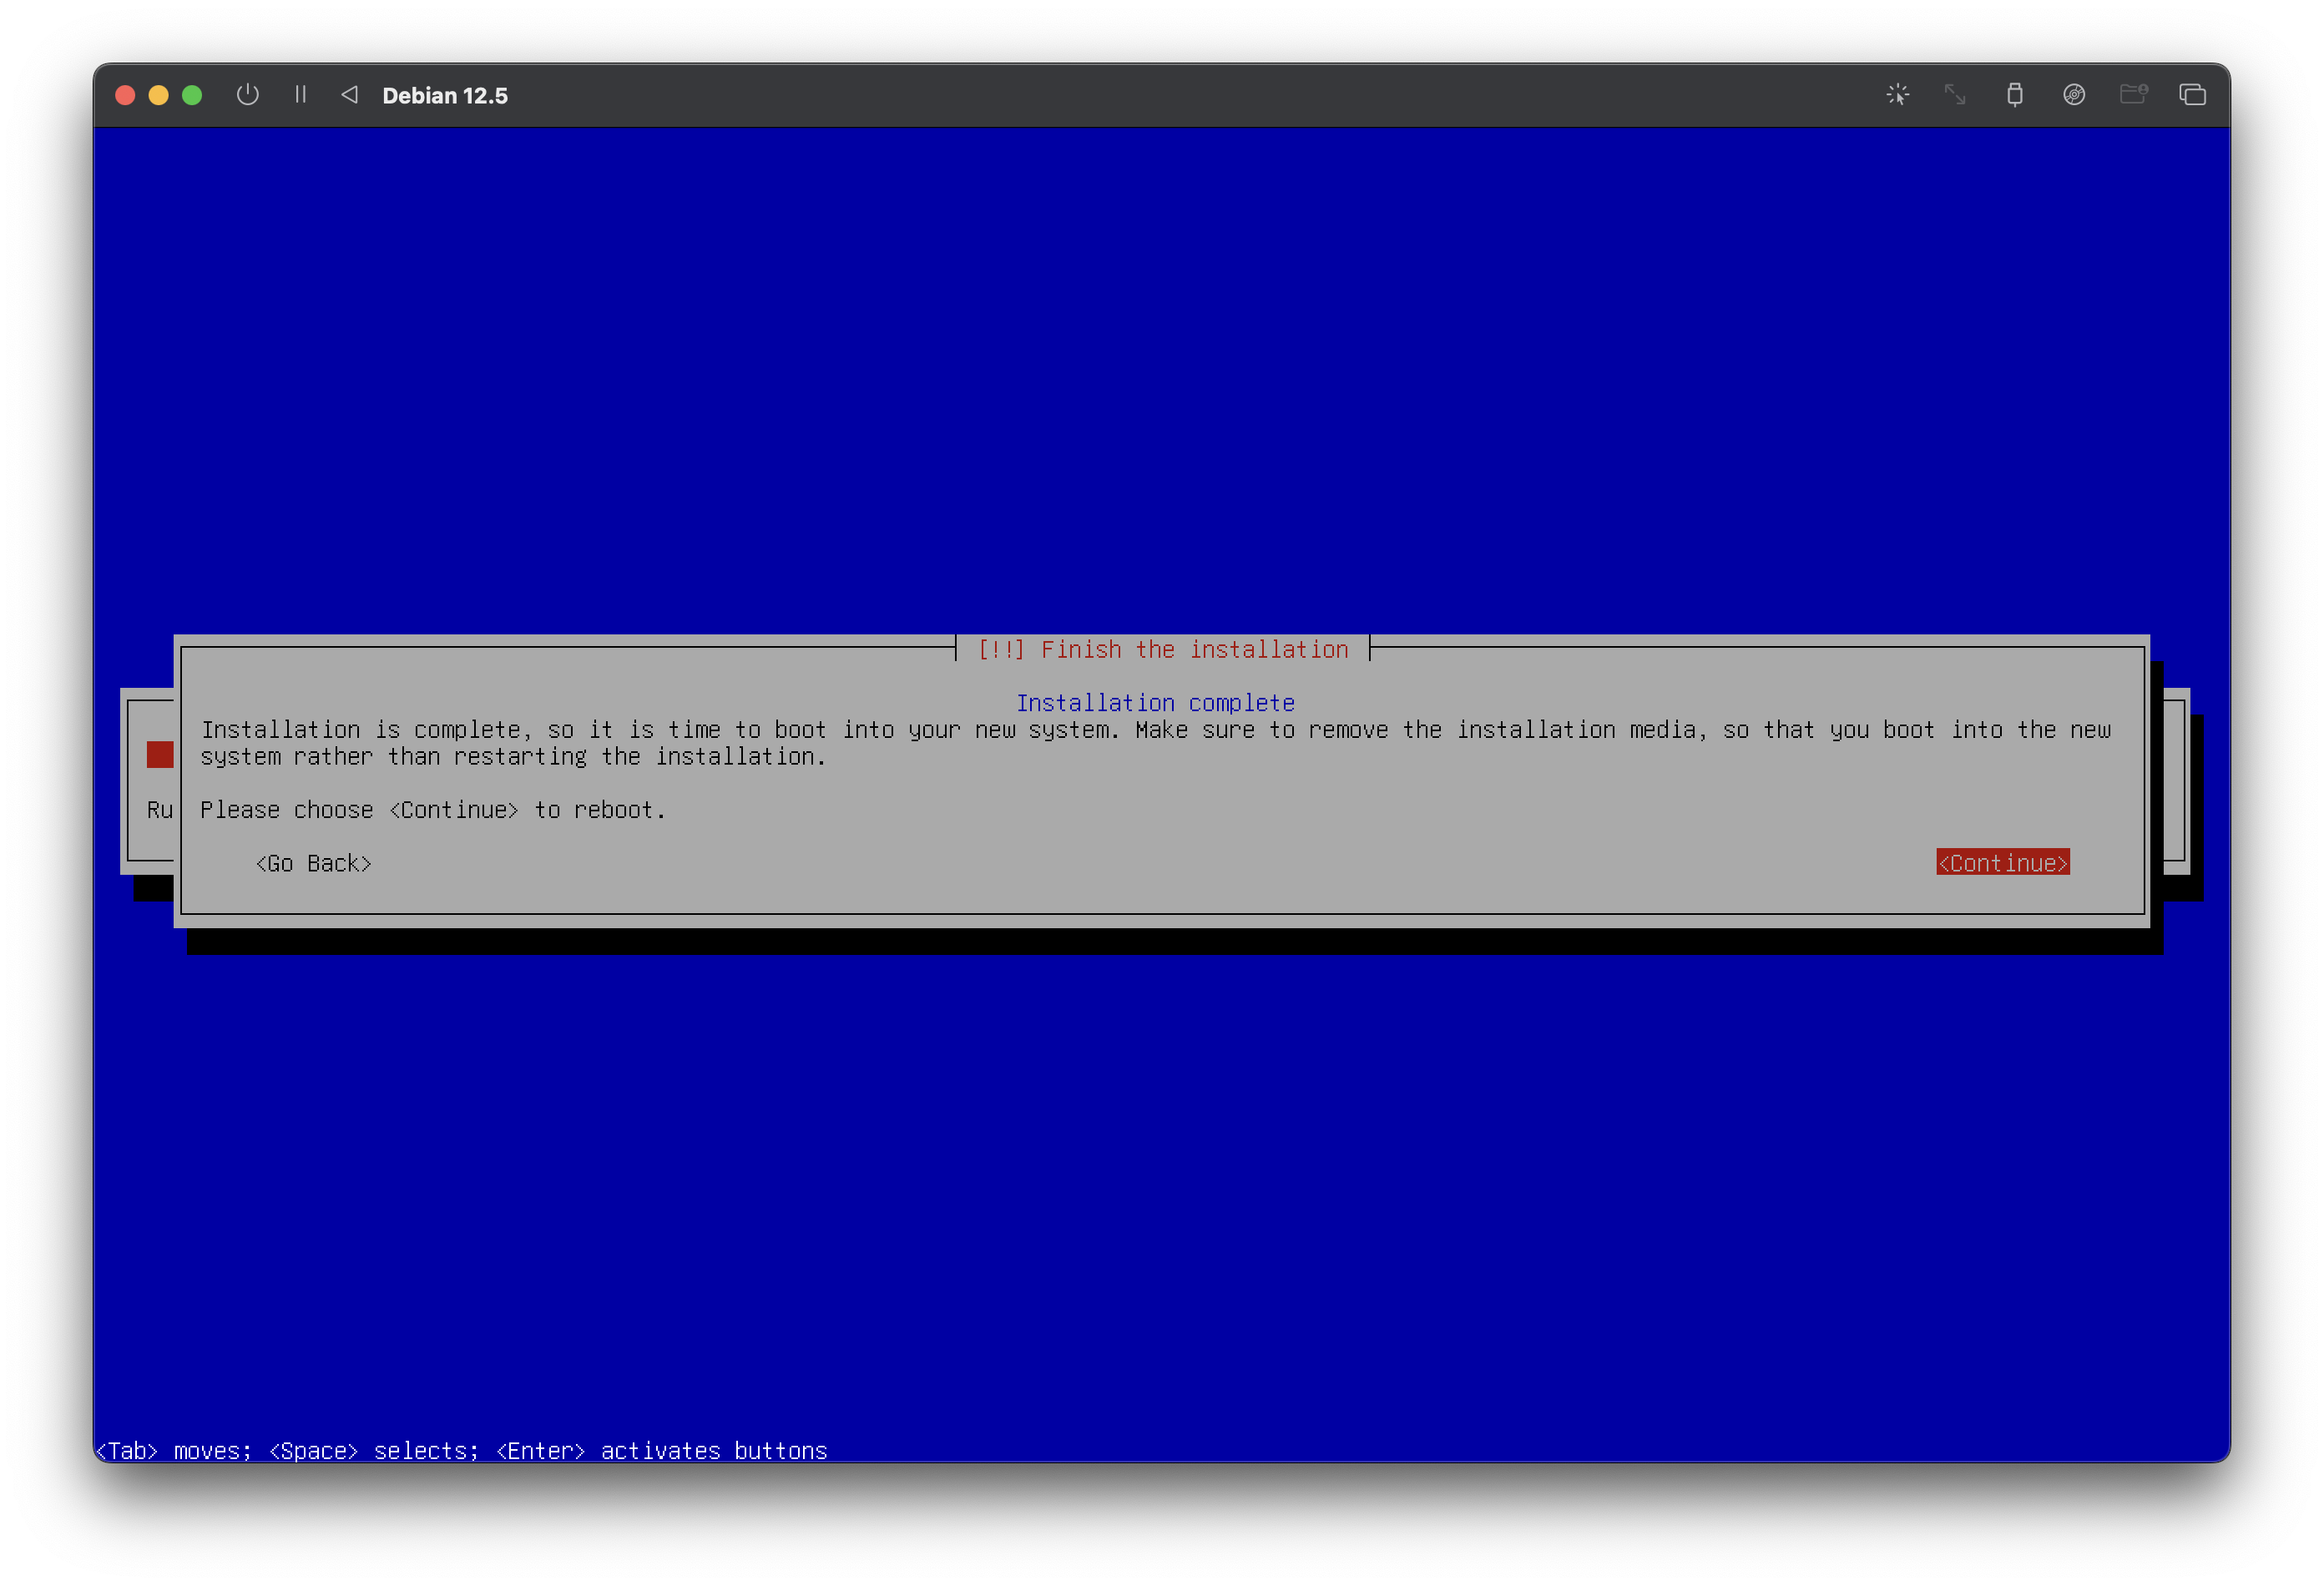 Debian 12.5
[!!] Finish the installation
Installation complete
Installation is complete, so it is time to boot into your new system. Make sure to remove the installation media, so that you boot into the new
system rather than restarting the installation.
Ru
Please choose <Continue> to reboot.
<Go Back>
<Continue>
<Tab> moves; <Space> selects; <Enter> activates buttons